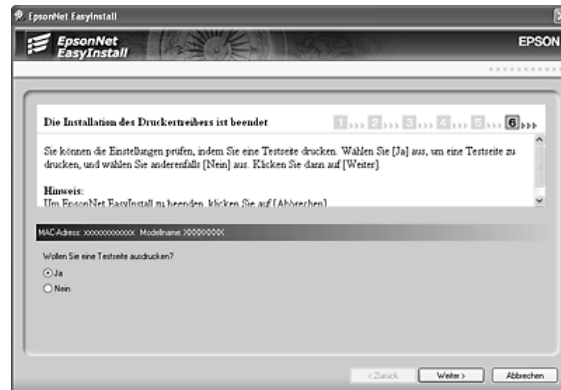 EpsonNet EasyInstall
EpsonNet
EasyInstall
EPSON
Die Installation des Druckertreibers ist beendet
1 2 3 4 5 6
Sie können die Einstellungen prüfen, indem Sie eine Testseite drucken. Wählen Sie [Ja] aus, um eine Testseite zu
drucken, und wählen Sie anderenfalls [Nein] aus. Klicken Sie dann auf [Weiter].
Hinweis:
Um EpsonNet EasyInstall zu beenden, klicken Sie auf [Abbrechen]
MAC-Adress: XXXXXXXXXXXX Modellname: XXXXXXXX
Wollen Sie eine Testseite ausdrucken?
Ja
Nein
< Zurück Weiter > Abbrechen